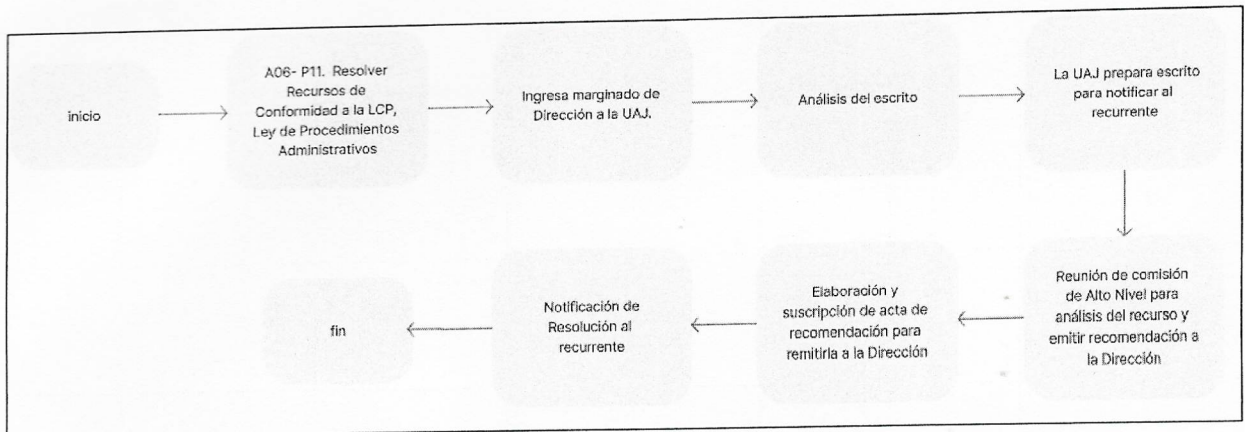 inicio
A06- P11. Resolver
Recursos de
Conformidad a la LCP,
Ley de Procedimientos
Administrativos
Ingresa marginado de
Dirección a la UAJ.
Análisis del escrito
La UAJ prepara escrito
para notificar al
recurrente
Reunión de comisión
de Alto Nivel para
análisis del recurso y
emitir recomendación a
la Dirección
Elaboración y
suscripción de acta de
recomendación para
remitirla a la Dirección
Notificación de
Resolución al
recurrente
fin